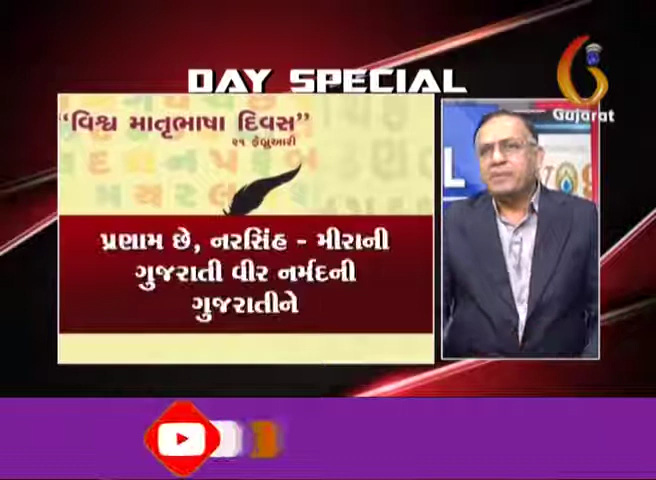 DAY SPECIAL
Gujarat
"વિશ્વ માતૃભાષા દિવસ"
૨૧ ફેબ્રુઆરી
પ્રણામ છે, નરસિંહ - મીરાની
ગુજરાતી વીર નર્મદની
ગુજરાતીને